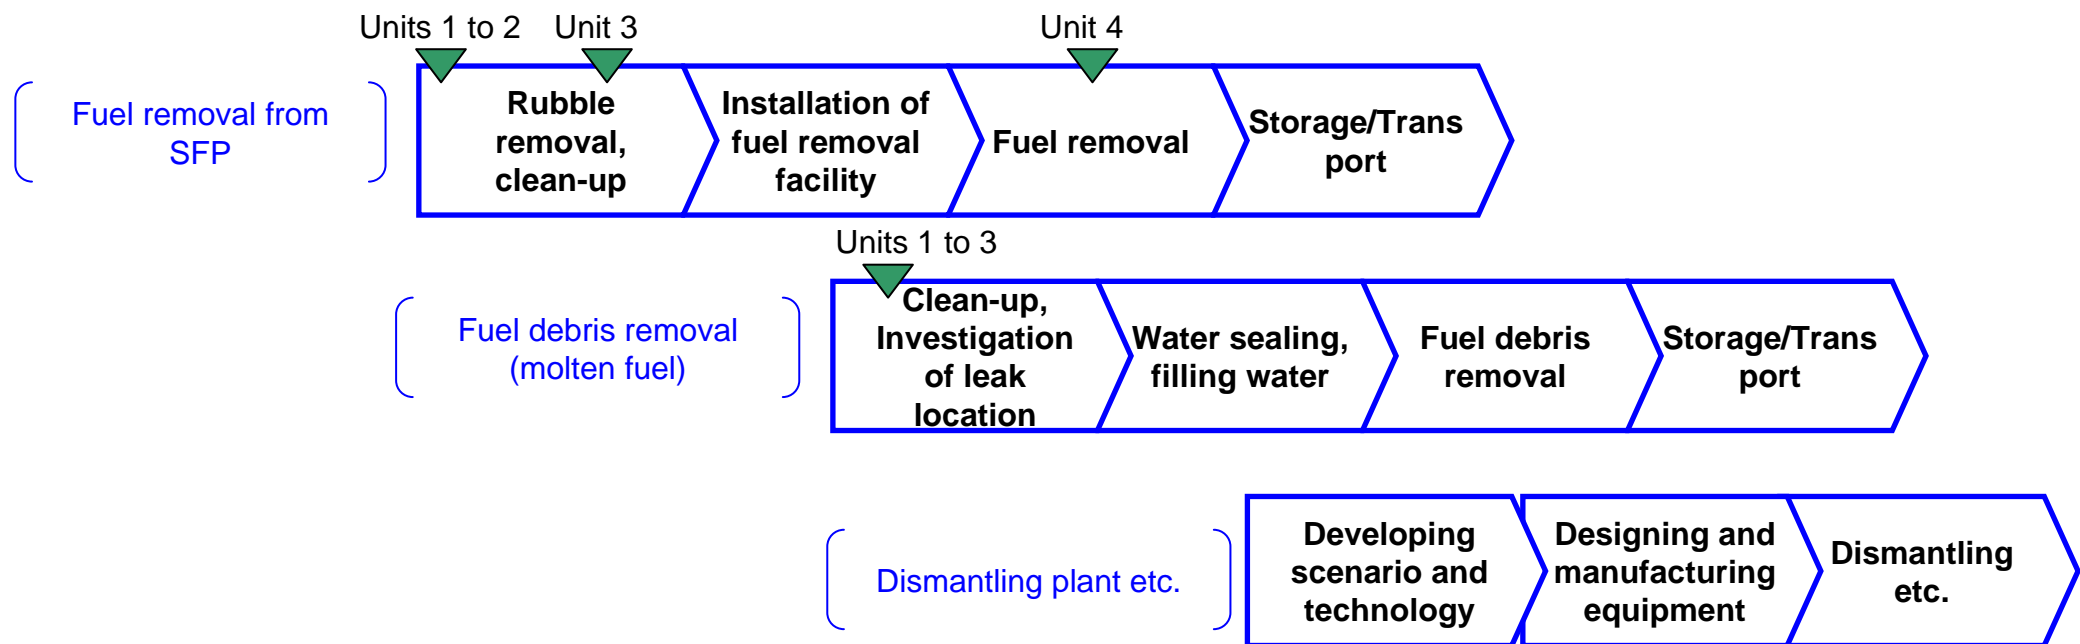 Units 1 to 2
Unit 3
Unit 4
Fuel removal from
SFP
Rubble
removal,
clean-up
Installation of
fuel removal
facility
Fuel removal
Storage/Trans
port
Units 1 to 3
Fuel debris removal
(molten fuel)
Clean-up,
Investigation
of leak
location
Water sealing,
filling water
Fuel debris
removal
Storage/Trans
port
Dismantling plant etc.
Developing
scenario and
technology
Designing and
manufacturing
equipment
Dismantling
etc.